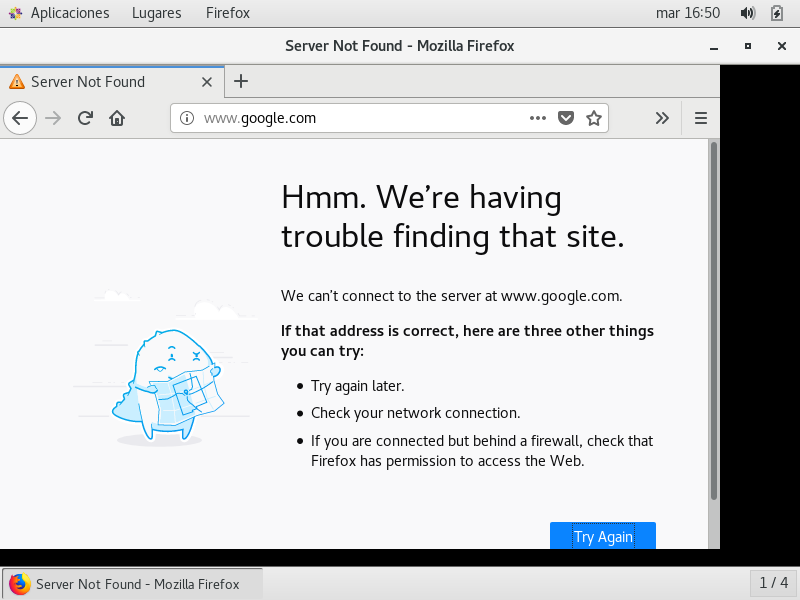 Aplicaciones Lugares Firefox mar 16:50
Server Not Found - Mozilla Firefox
Server Not Found
www.google.com
Hmm. We’re having
trouble finding that site.
We can’t connect to the server at www.google.com.
If that address is correct, here are three other things
you can try:
Try again later.
Check your network connection.
If you are connected but behind a firewall, check that
Firefox has permission to access the Web.
Try Again
Server Not Found - Mozilla Firefox 1 / 4